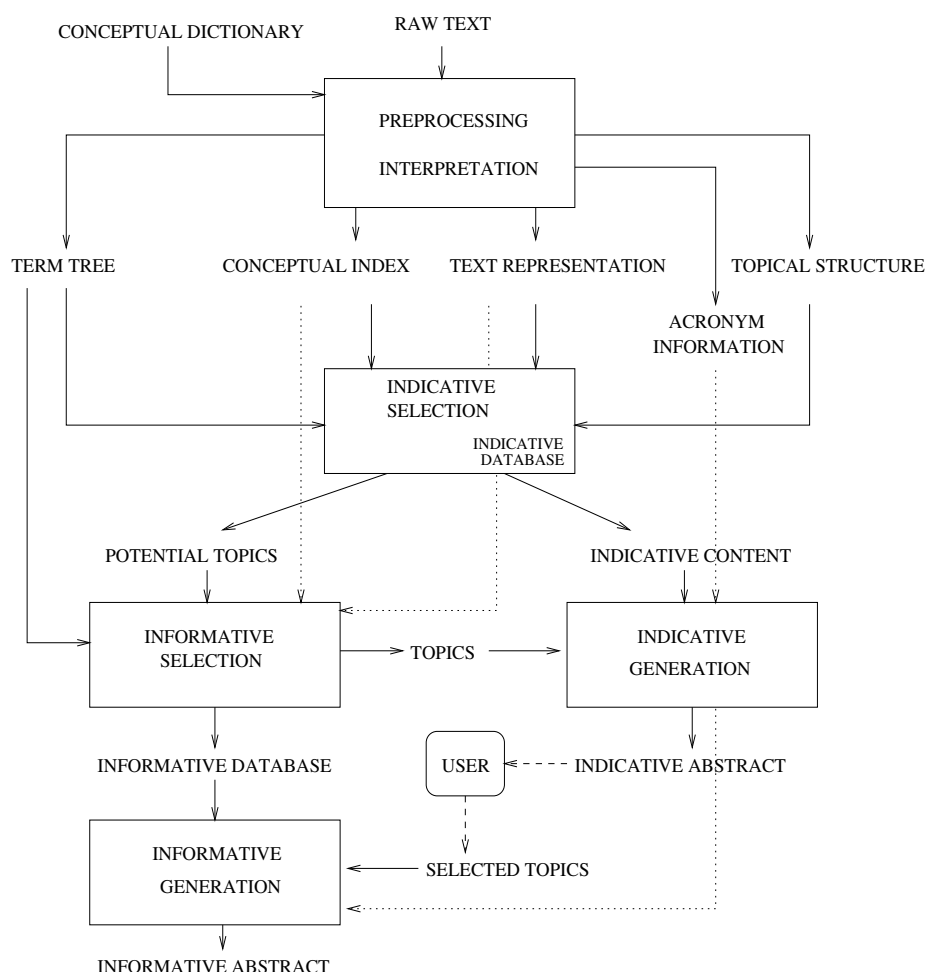 RAW TEXT
CONCEPTUAL DICTIONARY
PREPROCESSING
INTERPRETATION
TERM TREE
CONCEPTUAL INDEX
TEXT REPRESENTATION
TOPICAL STRUCTURE
ACRONYM
INFORMATION
INDICATIVE
SELECTION
INDICATIVE
DATABASE
POTENTIAL TOPICS
INDICATIVE CONTENT
INFORMATIVE
SELECTION
TOPICS
INDICATIVE
GENERATION
INFORMATIVE DATABASE
USER
INDICATIVE ABSTRACT
INFORMATIVE
GENERATION
SELECTED TOPICS
INFORMATIVE ABSTRACT